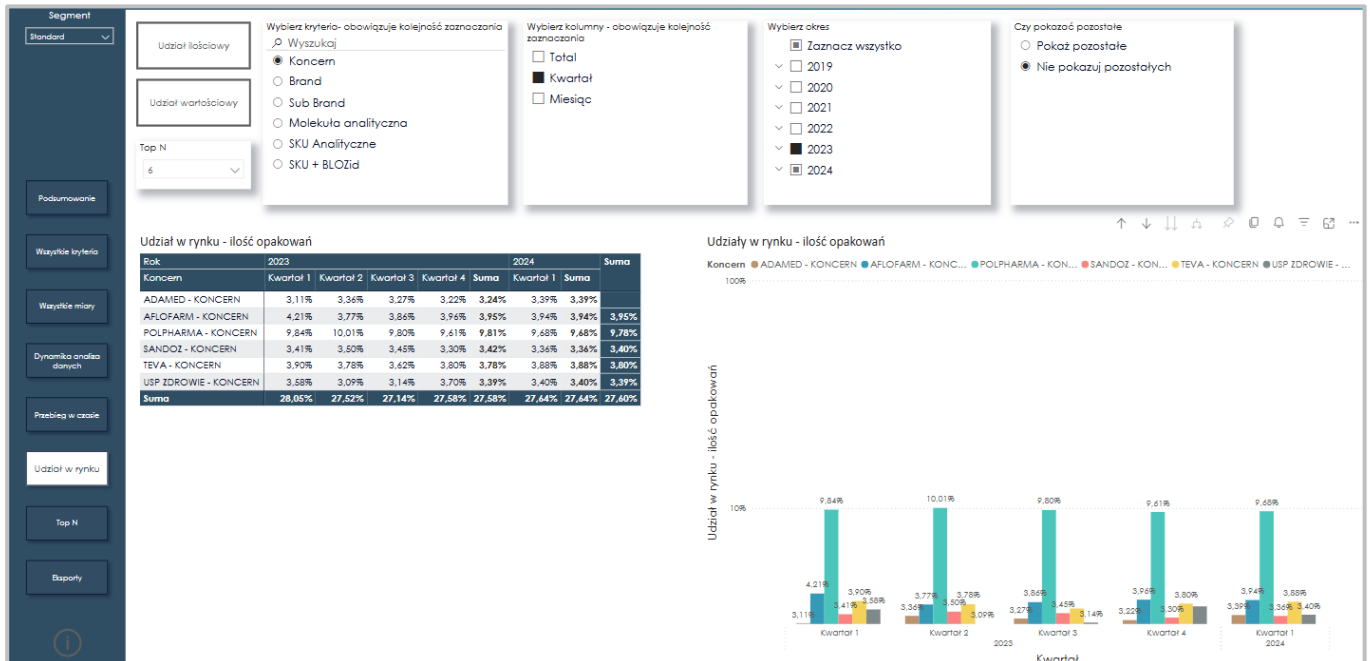 Segment
Standard
Podsumowanie
Wszystkie kryteria
Wszystkie miary
Dynamika analiza
danych
Przebieg w czasie
Udział w rynku
Top N
Eksporty
Udział ilościowy
Udział wartościowy
Top N
6
Wybierz kryterio- obowiązuje kolejność zaznaczania
Wyszukaj
Koncern
Brand
Sub Brand
Molekuła analityczna
SKU Analityczne
SKU + BLOZid
Wybierz kolumny - obowiązuje kolejność
zaznaczania
Total
Kwartał
Miesiąc
Wybierz okres
Zaznacz wszystko
2019
2020
2021
2022
2023
2024
Czy pokazać pozostałe
Pokaż pozostałe
Nie pokazuj pozostałych
Udział w rynku - ilość opakowań
Rok 2023 2024 Suma
Koncern Kwartał 1 Kwartał 2 Kwartał 3 Kwartał 4 Suma Kwartał 1 Suma
ADAMED - KONCERN 3,11% 3,36% 3,27% 3,22% 3,24% 3,39% 3,39%
AFLOFARM - KONCERN 4,21% 3,77% 3,86% 3,96% 3,95% 3,94% 3,94% 3,95%
POLPHARMA - KONCERN 9,84% 10,01% 9,80% 9,61% 9,81% 9,68% 9,68% 9,78%
SANDOZ - KONCERN 3,41% 3,50% 3,45% 3,30% 3,42% 3,36% 3,36% 3,40%
TEVA - KONCERN 3,90% 3,78% 3,62% 3,80% 3,78% 3,88% 3,88% 3,80%
USP ZDROWIE - KONCERN 3,58% 3,09% 3,14% 3,70% 3,39% 3,40% 3,40% 3,39%
Suma 28,05% 27,52% 27,14% 27,58% 27,58% 27,64% 27,64% 27,60%
Udziały w rynku - ilość opakowań
Koncern ADAMED - KONCERN AFLOFARM - KONC... POLPHARMA - KON... SANDOZ - KON... TEVA - KONCERN USP ZDROWIE - ...
100%
10%
Udział w rynku - ilość opakowań
3,11% 4,21% 9,84% 3,41% 3,90% 3,58%
3,36% 3,77% 10,01% 3,50% 3,78% 3,09%
3,27% 3,86% 9,80% 3,45% 3,14%
3,22% 3,96% 9,61% 3,30% 3,80%
3,39% 3,94% 9,68% 3,36% 3,88% 3,40%
Kwartał 1 Kwartał 2 Kwartał 3 Kwartał 4 Kwartał 1
2023 2024
Kwartał